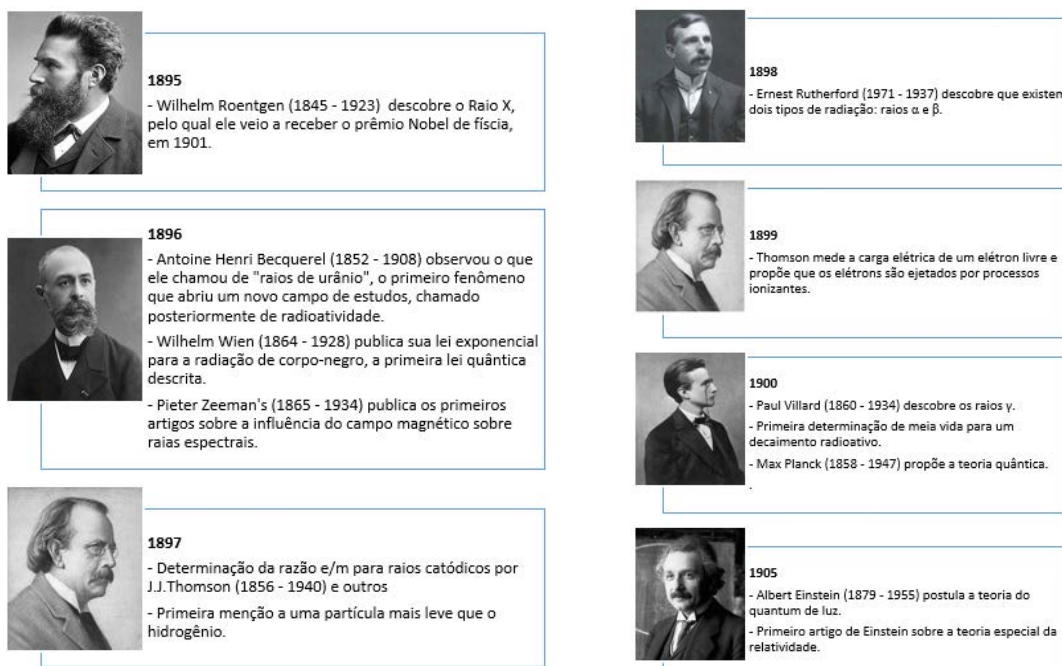 1895
- Wilhelm Roentgen (1845 - 1923) descobre o Raio X,
pelo qual ele veio a receber o prêmio Nobel de físcia,
em 1901.
1896
- Antoine Henri Becquerel (1852 - 1908) observou o que
ele chamou de "raios de urânio", o primeiro fenômeno
que abriu um novo campo de estudos, chamado
posteriormente de radioatividade.
- Wilhelm Wien (1864 - 1928) publica sua lei exponencial
para a radiação de corpo-negro, a primeira lei quântica
descrita.
- Pieter Zeeman's (1865 - 1934) publica os primeiros
artigos sobre a influência do campo magnético sobre
raias espectrais.
1897
- Determinação da razão e/m para raios catódicos por
J.J.Thomson (1856 - 1940) e outros
- Primeira menção a uma partícula mais leve que o
hidrogênio.
1898
- Ernest Rutherford (1971 - 1937) descobre que existem
dois tipos de radiação: raios α e β.
1899
- Thomson mede a carga elétrica de um elétron livre e
propõe que os elétrons são ejetados por processos
ionizantes.
1900
- Paul Villard (1860 - 1934) descobre os raios γ.
- Primeira determinação de meia vida para um
decaimento radioativo.
- Max Planck (1858 - 1947) propõe a teoria quântica.
.
1905
- Albert Einstein (1879 - 1955) postula a teoria do
quantum de luz.
- Primeiro artigo de Einstein sobre a teoria especial da
relatividade.